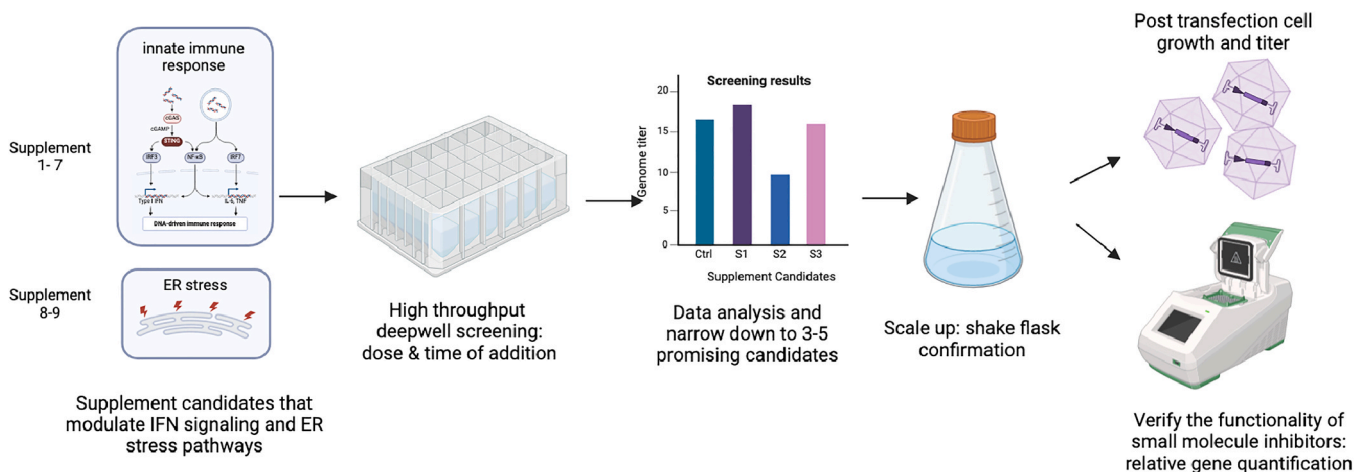 innate immune
response
cGAS
cGAMP
STING
IRF3
NF-κS
IRF7
Type I IFN
IL-6, TNF
DNA-driven immune response
Supplement
1- 7
Supplement
8-9
ER stress
Supplement candidates that
modulate IFN signaling and ER
stress pathways
High throughput
deepwell screening:
dose & time of addition
Screening results
Genome titer
20
15
10
5
0
Ctrl
S1
S2
S3
Supplement Candidates
Data analysis and
narrow down to 3-5
promising candidates
Scale up: shake flask
confirmation
Post transfection cell
growth and titer
Verify the functionality of
small molecule inhibitors:
relative gene quantification